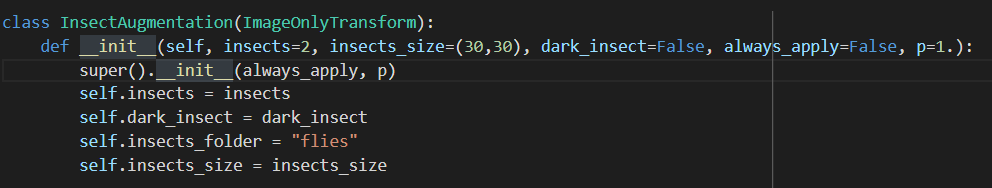 class InsectAugmentation(ImageOnlyTransform):
    def __init__(self, insects=2, insects_size=(30,30), dark_insect=False, always_apply=False, p=1.):
        super().__init__(always_apply, p)
        self.insects = insects
        self.dark_insect = dark_insect
        self.insects_folder = "flies"
        self.insects_size = insects_size